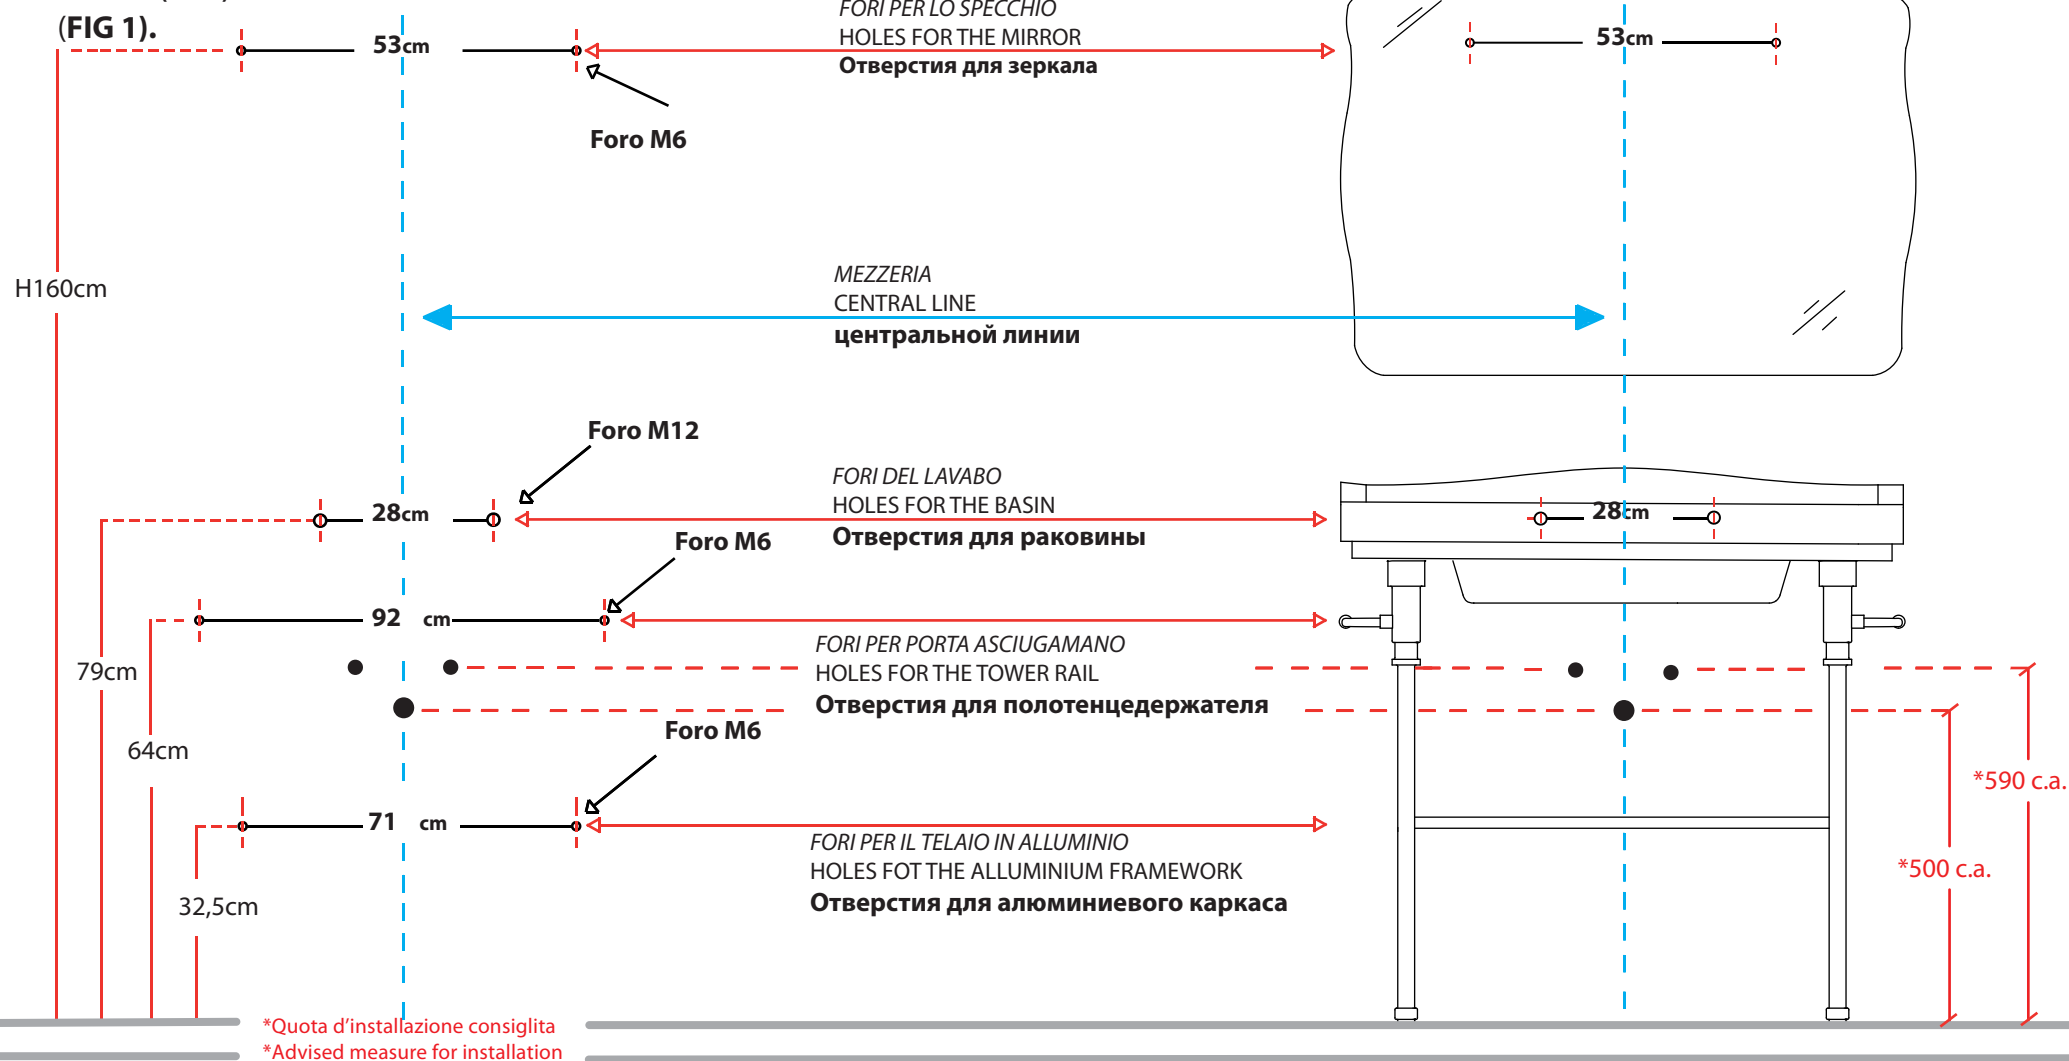 (FIG 1).
53cm
FORI PER LO SPECCHIO
HOLES FOR THE MIRROR
Отверстия для зеркала
53cm
Foro M6
H160cm
MEZZERIA
CENTRAL LINE
центральной линии
Foro M12
28cm
FORI DEL LAVABO
HOLES FOR THE BASIN
Отверстия для раковины
28cm
Foro M6
92 cm
FORI PER PORTA ASCIUGAMANO
HOLES FOR THE TOWER RAIL
Отверстия для полотенцедержателя
79cm
64cm
Foro M6
*590 c.a.
71 cm
FORI PER IL TELAIO IN ALLUMINIO
HOLES FOT THE ALLUMINIUM FRAMEWORK
Отверстия для алюминиевого каркаса
*500 c.a.
32,5cm
*Quota d'installazione consiglita
*Advised measure for installation